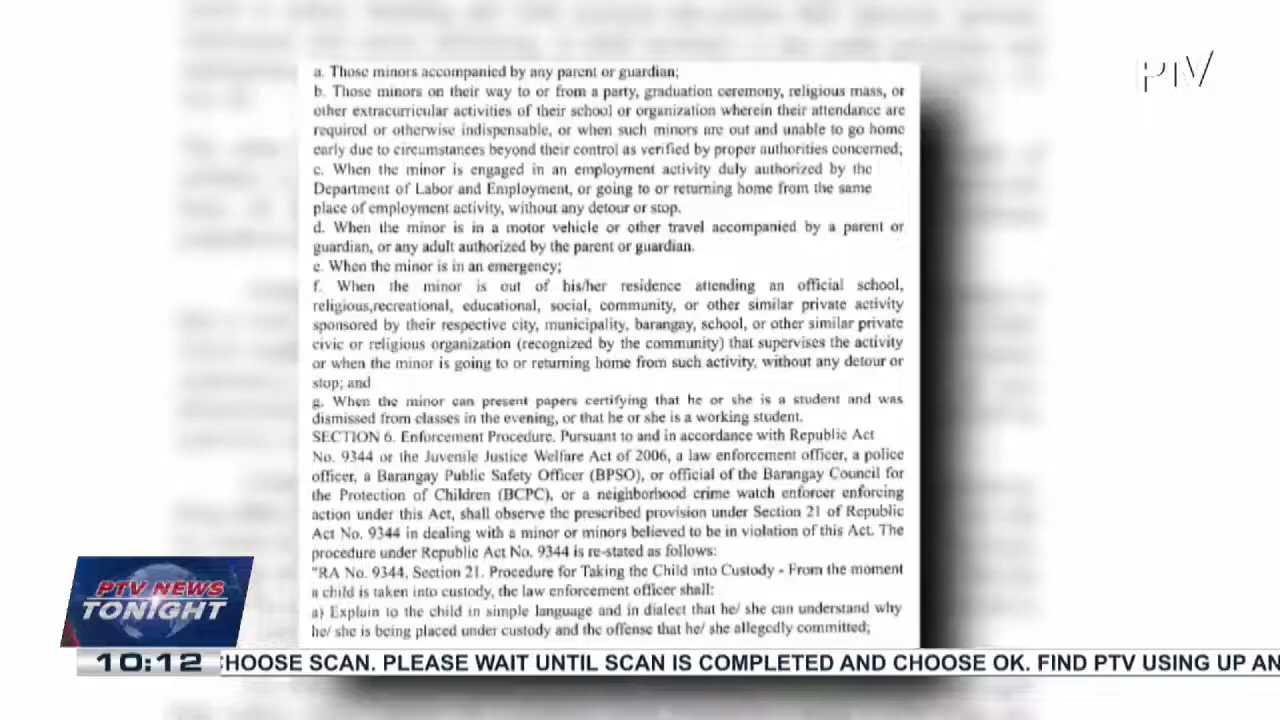 PTV
a. Those minors accompanied by any parent or guardian;
b. Those minors on their way to or from a party, graduation ceremony, religious mass, or
other extracurricular activities of their school or organization wherein their attendance are
required or otherwise indispensable, or when such minors are out and unable to go home
early due to circumstances beyond their control as verified by proper authorities concerned;
c. When the minor is engaged in an employment activity duly authorized by the
Department of Labor and Employment, or going to or returning home from the same
place of employment activity, without any detour or stop.
d. When the minor is in a motor vehicle or other travel accompanied by a parent or
guardian, or any adult authorized by the parent or guardian.
e. When the minor is in an emergency;
f. When the minor is out of his/her residence attending an official school,
religious,recreational, educational, social, community, or other similar private activity
sponsored by their respective city, municipality, barangay, school, or other similar private
civic or religious organization (recognized by the community) that supervises the activity
or when the minor is going to or returning home from such activity, without any detour or
stop; and
g. When the minor can present papers certifying that he or she is a student and was
dismissed from classes in the evening, or that he or she is a working student.
SECTION 6. Enforcement Procedure. Pursuant to and in accordance with Republic Act
No. 9344 or the Juvenile Justice Welfare Act of 2006, a law enforcement officer, a police
officer, a Barangay Public Safety Officer (BPSO), or official of the Barangay Council for
the Protection of Children (BCPC), or a neighborhood crime watch enforcer enforcing
action under this Act, shall observe the prescribed provision under Section 21 of Republic
Act No. 9344 in dealing with a minor or minors believed to be in violation of this Act. The
procedure under Republic Act No. 9344 is re-stated as follows:
"RA No. 9344, Section 21. Procedure for Taking the Child into Custody - From the moment
a child is taken into custody, the law enforcement officer shall:
a) Explain to the child in simple language and in dialect that he/ she can understand why
he/ she is being placed under custody and the offense that he/ she allegedly committed;
PTV NEWS
TONIGHT
10:12
CHOOSE SCAN. PLEASE WAIT UNTIL SCAN IS COMPLETED AND CHOOSE OK. FIND PTV USING UP AN